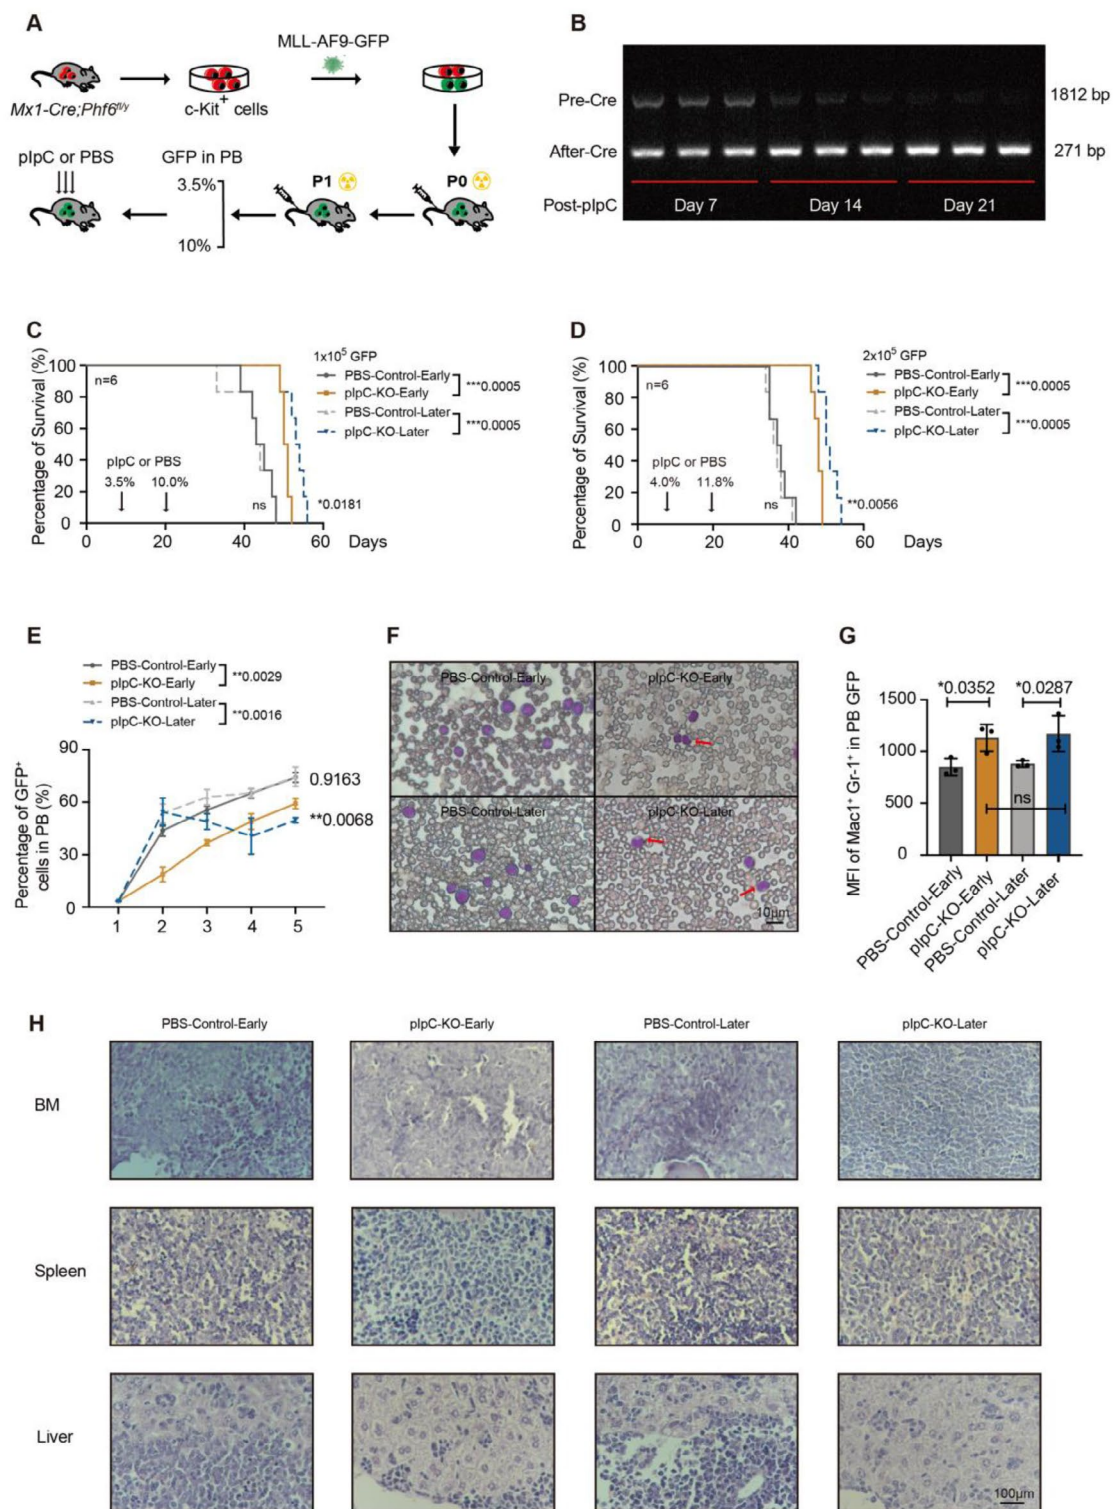 A
MLL-AF9-GFP
Mx1-Cre;Phf6fl/y
c-Kit+ cells
pIpC or PBS
GFP in PB
3.5%
P1
P0
10%
B
Pre-Cre
1812 bp
After-Cre
271 bp
Post-pIpC
Day 7
Day 14
Day 21
C
Percentage of Survival (%)
100
80
60
40
20
0
n=6
1x10⁵ GFP
PBS-Control-Early
pIpC-KO-Early
***0.0005
PBS-Control-Later
pIpC-KO-Later
***0.0005
pIpC or PBS
3.5% 10.0%
ns
*0.0181
0 20 40 60 Days
D
Percentage of Survival (%)
100
80
60
40
20
0
n=6
2x10⁵ GFP
PBS-Control-Early
pIpC-KO-Early
***0.0005
PBS-Control-Later
pIpC-KO-Later
***0.0005
pIpC or PBS
4.0% 11.8%
ns
**0.0056
0 20 40 60 Days
E
PBS-Control-Early
pIpC-KO-Early
**0.0029
PBS-Control-Later
pIpC-KO-Later
**0.0016
Percentage of GFP+
cells in PB (%)
90
60
30
0
0.9163
**0.0068
1 2 3 4 5
F
PBS-Control-Early
pIpC-KO-Early
PBS-Control-Later
pIpC-KO-Later
10μm
G
MFI of Mac1+ Gr-1+ in PB GFP
*0.0352
*0.0287
1500
1000
500
0
ns
PBS-Control-Early
pIpC-KO-Early
PBS-Control-Later
pIpC-KO-Later
H
PBS-Control-Early
pIpC-KO-Early
PBS-Control-Later
pIpC-KO-Later
BM
Spleen
Liver
100μm